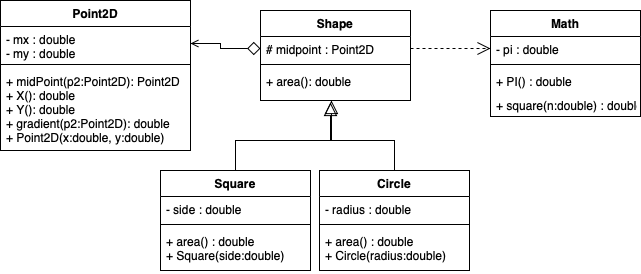 Point2D
- mx : double
- my : double
+ midPoint(p2:Point2D): Point2D
+ X(): double
+ Y(): double
+ gradient(p2:Point2D): double
+ Point2D(x:double, y:double)
Shape
# midpoint : Point2D
+ area(): double
Math
- pi : double
+ PI() : double
+ square(n:double) : doub
Square
- side : double
+ area() : double
+ Square(side:double)
Circle
- radius : double
+ area() : double
+ Circle(radius:double)